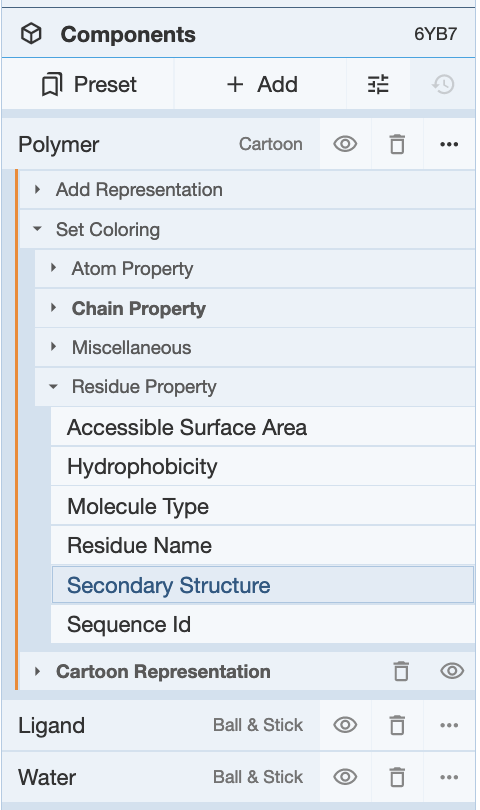 Components 6YB7
Preset + Add
Polymer Cartoon
Add Representation
Set Coloring
Atom Property
Chain Property
Miscellaneous
Residue Property
Accessible Surface Area
Hydrophobicity
Molecule Type
Residue Name
Secondary Structure
Sequence Id
Cartoon Representation
Ligand Ball & Stick
Water Ball & Stick